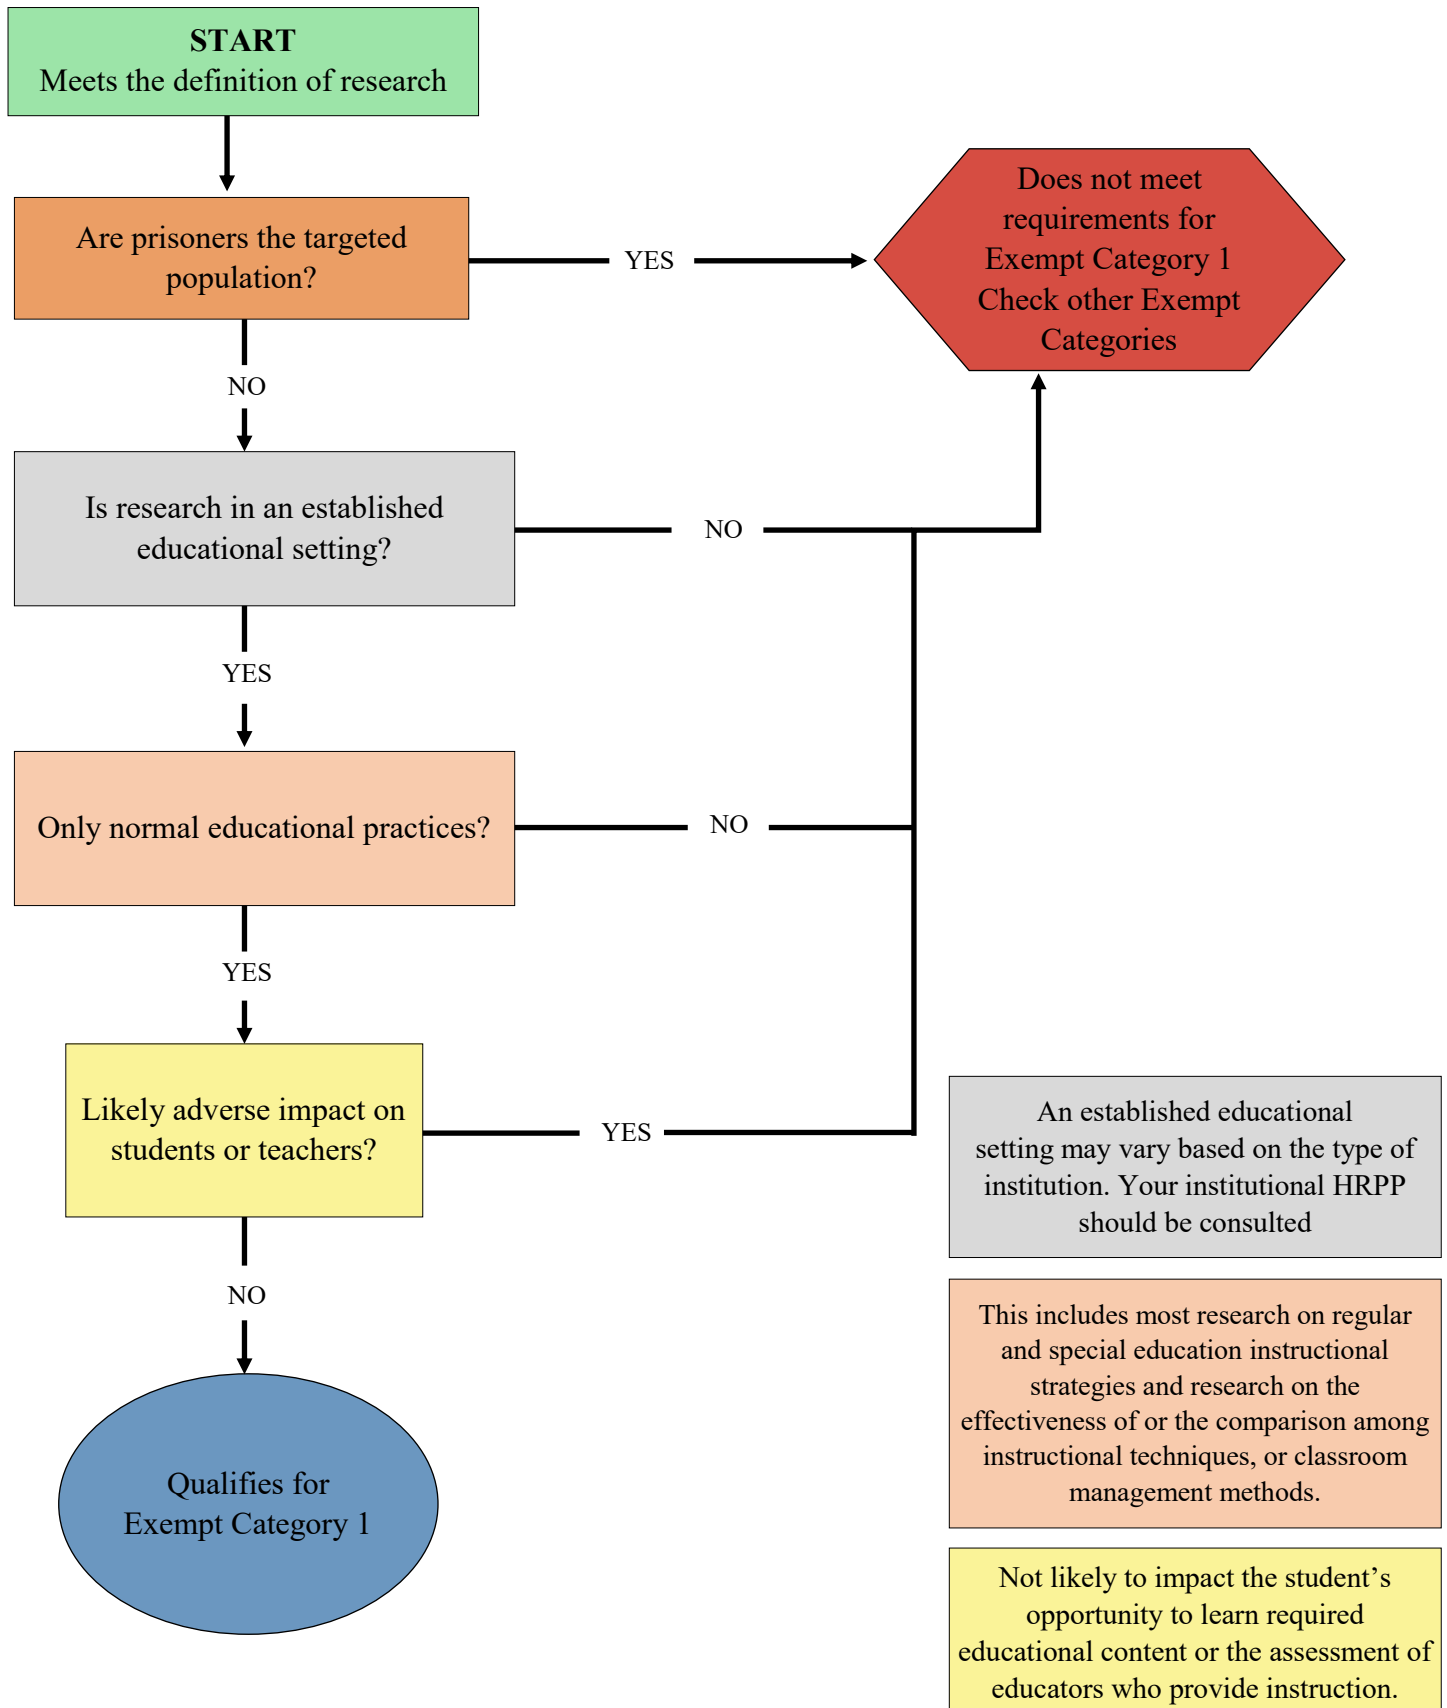 START
Meets the definition of research
Are prisoners the targeted
population?
YES
Does not meet
requirements for
Exempt Category 1
Check other Exempt
Categories
NO
Is research in an established
educational setting?
NO
YES
Only normal educational practices?
NO
YES
Likely adverse impact on
students or teachers?
YES
NO
Qualifies for
Exempt Category 1
An established educational
setting may vary based on the type of
institution. Your institutional HRPP
should be consulted
This includes most research on regular
and special education instructional
strategies and research on the
effectiveness of or the comparison among
instructional techniques, or classroom
management methods.
Not likely to impact the student’s
opportunity to learn required
educational content or the assessment of
educators who provide instruction.